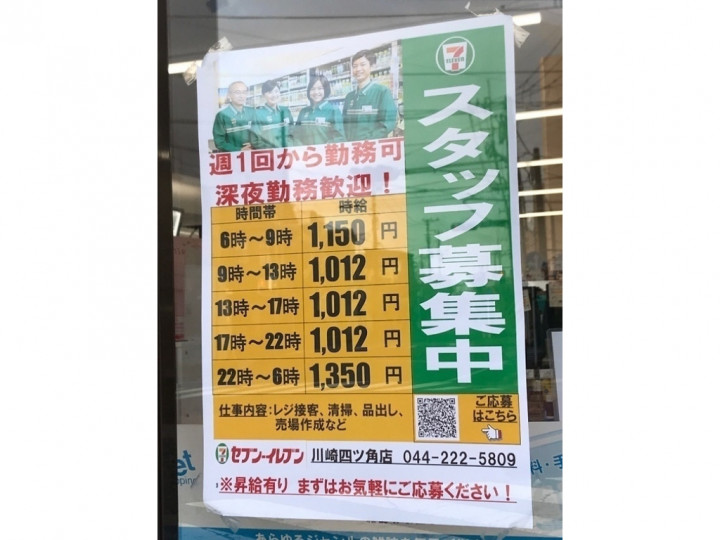 スタッフ募集中
週1回から勤務可
深夜勤務歓迎！
時間帯 時給
6時～9時 1,150 円
9時～13時 1,012 円
13時～17時 1,012 円
17時～22時 1,012 円
22時～6時 1,350 円
仕事内容:レジ接客、清掃、品出し、
売場作成など
ご応募
はこちら
セブン-イレブン 川崎四ツ角店 044-222-5809
※昇給有り まずはお気軽にご応募ください！